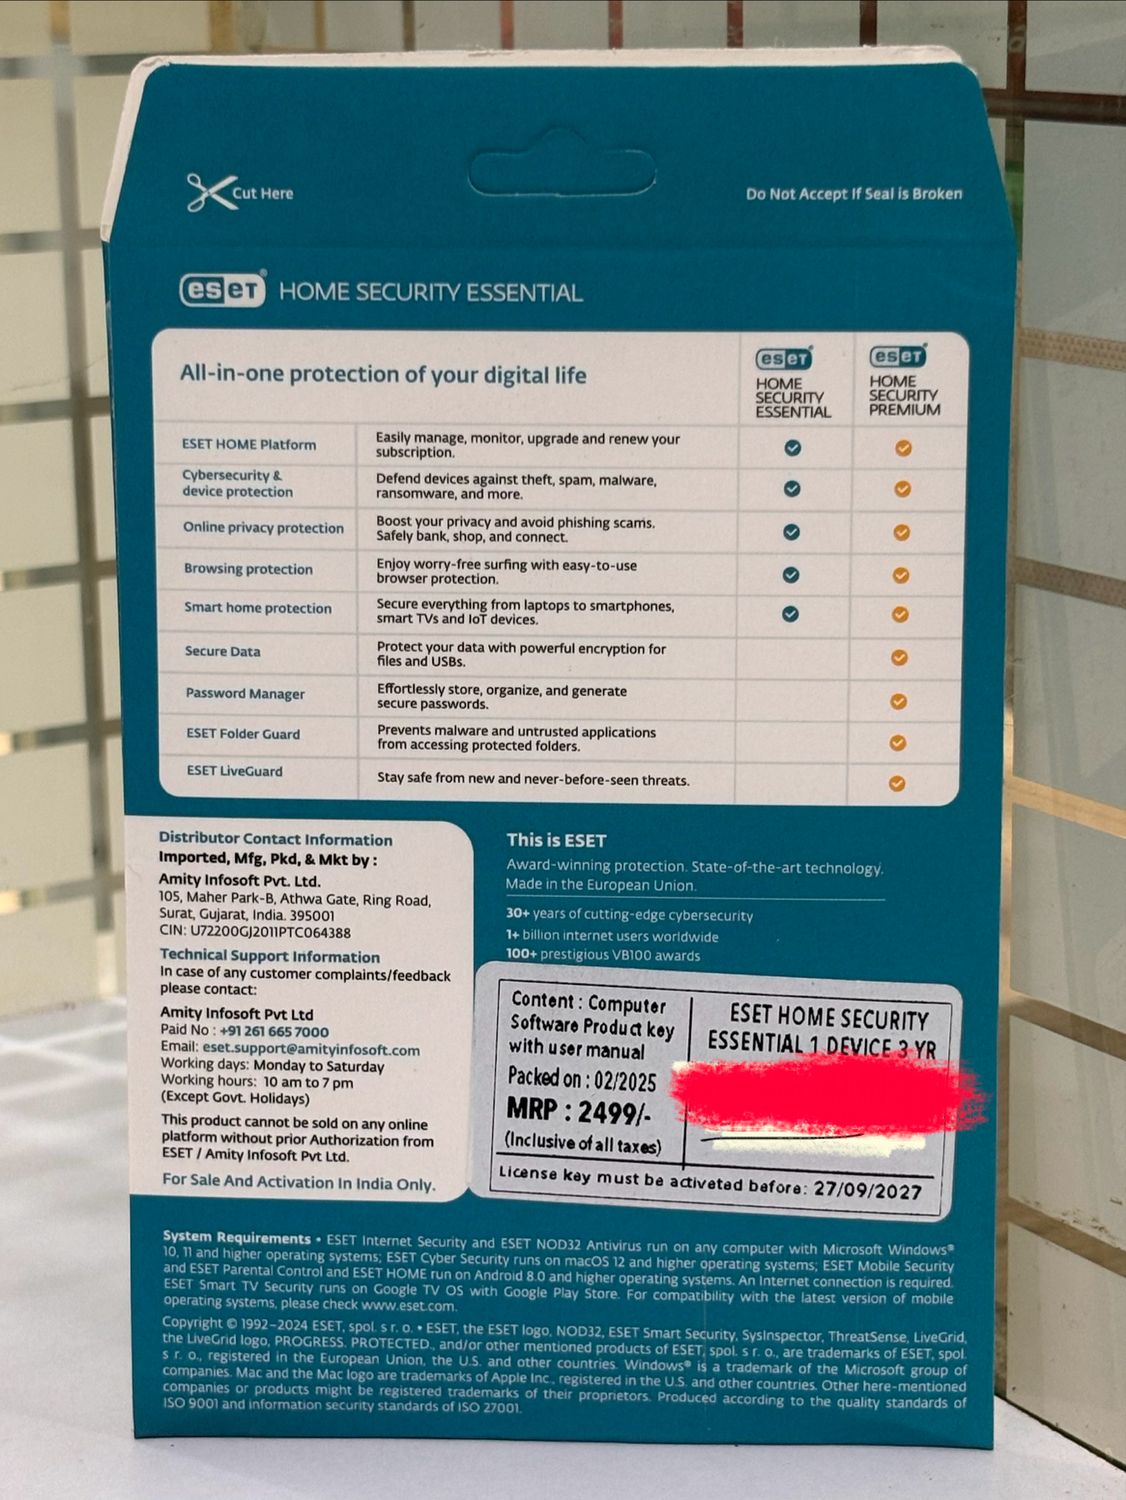 Cut Here
Do Not Accept If Seal is Broken
eset® HOME SECURITY ESSENTIAL
All-in-one protection of your digital life
eset®
HOME
SECURITY
ESSENTIAL
eset®
HOME
SECURITY
PREMIUM
ESET HOME Platform
Easily manage, monitor, upgrade and renew your
subscription.
Cybersecurity &
device protection
Defend devices against theft, spam, malware,
ransomware, and more.
Online privacy protection
Boost your privacy and avoid phishing scams.
Safely bank, shop, and connect.
Browsing protection
Enjoy worry-free surfing with easy-to-use
browser protection.
Smart home protection
Secure everything from laptops to smartphones,
smart TVs and IoT devices.
Secure Data
Protect your data with powerful encryption for
files and USBs.
Password Manager
Effortlessly store, organize, and generate
secure passwords.
ESET Folder Guard
Prevents malware and untrusted applications
from accessing protected folders.
ESET LiveGuard
Stay safe from new and never-before-seen threats.
Distributor Contact Information
Imported, Mfg, Pkd, & Mkt by :
Amity Infosoft Pvt. Ltd.
105, Maher Park-B, Athwa Gate, Ring Road,
Surat, Gujarat, India. 395001
CIN: U72200GJ2011PTC064388
Technical Support Information
In case of any customer complaints/feedback
please contact:
Amity Infosoft Pvt Ltd
Paid No : +91 261 665 7000
Email: eset.support@amityinfosoft.com
Working days: Monday to Saturday
Working hours: 10 am to 7 pm
(Except Govt. Holidays)
This product cannot be sold on any online
platform without prior Authorization from
ESET / Amity Infosoft Pvt Ltd.
For Sale And Activation In India Only.
This is ESET
Award-winning protection. State-of-the-art technology.
Made in the European Union.
30+ years of cutting-edge cybersecurity
1+ billion internet users worldwide
100+ prestigious VB100 awards
Content : Computer
Software Product key
with user manual
Packed on : 02/2025
MRP : 2499/-
(Inclusive of all taxes)
ESET HOME SECURITY
ESSENTIAL 1 DEVICE 3 YR
License key must be activeted before: 27/09/2027
System Requirements • ESET Internet Security and ESET NOD32 Antivirus run on any computer with Microsoft Windows®
10, 11 and higher operating systems; ESET Cyber Security runs on macOS 12 and higher operating systems; ESET Mobile Security
and ESET Parental Control and ESET HOME run on Android 8.0 and higher operating systems. An Internet connection is required.
ESET Smart TV Security runs on Google TV OS with Google Play Store. For compatibility with the latest version of mobile
operating systems, please check www.eset.com.
Copyright © 1992–2024 ESET, spol. s r. o. • ESET, the ESET logo, NOD32, ESET Smart Security, SysInspector, ThreatSense, LiveGrid,
the LiveGrid logo, PROGRESS. PROTECTED., and/or other mentioned products of ESET, spol. s r. o., are trademarks of ESET, spol.
s r. o., registered in the European Union, the U.S. and other countries. Windows® is a trademark of the Microsoft group of
companies. Mac and the Mac logo are trademarks of Apple Inc., registered in the U.S. and other countries. Other here-mentioned
companies or products might be registered trademarks of their proprietors. Produced according to the quality standards of
ISO 9001 and information security standards of ISO 27001.